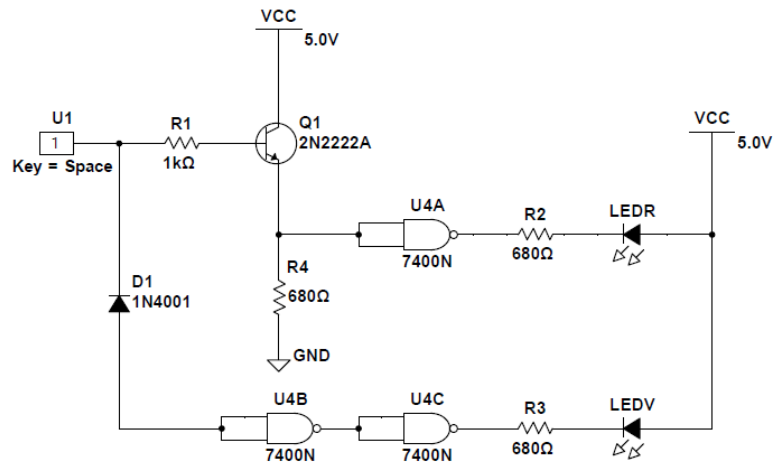 VCC
5.0V
U1
1
Key = Space
R1
1kΩ
Q1
2N2222A
VCC
5.0V
U4A
7400N
R2
680Ω
LEDR
R4
680Ω
D1
1N4001
GND
U4B
7400N
U4C
7400N
R3
680Ω
LEDV